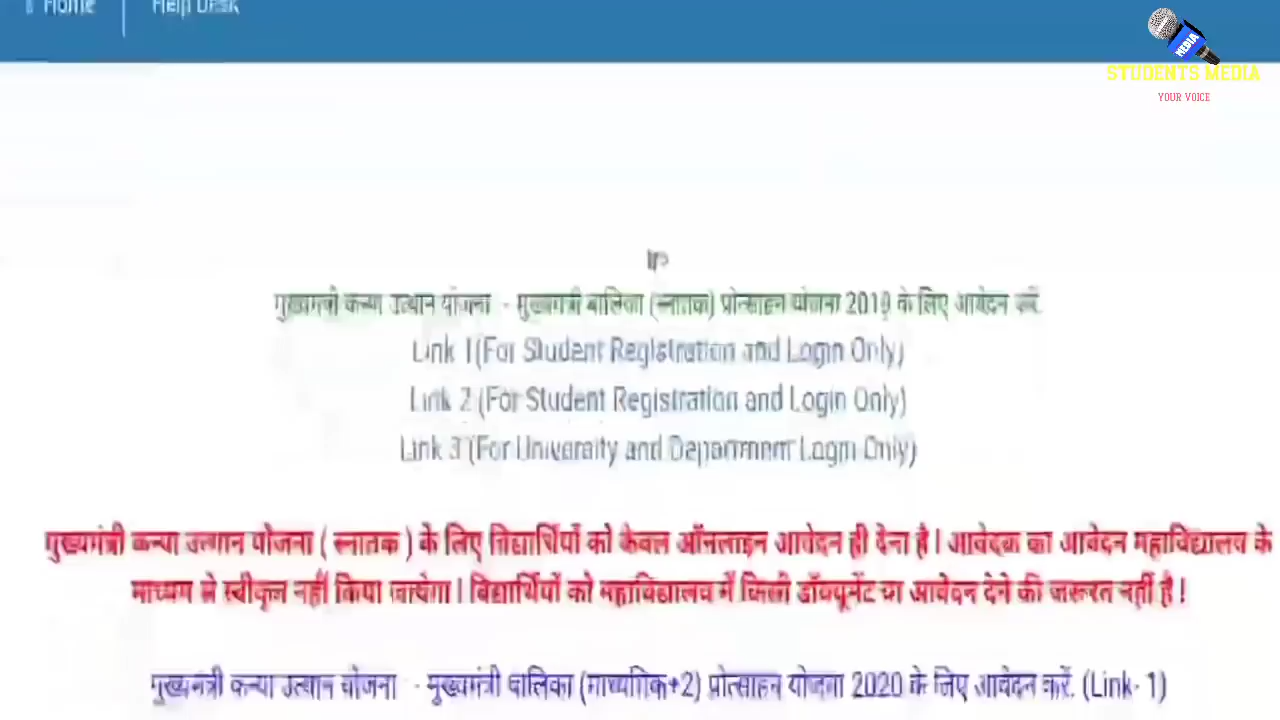 Home Help Desk
MEDIA
STUDENTS MEDIA
YOUR VOICE
मुख्यमंत्री कन्या उत्थान योजना - मुख्यमंत्री बालिका (स्नातक) प्रोत्साहन योजना 2019 के लिए आवेदन करें
Link 1(For Student Registration and Login Only)
Link 2 (For Student Registration and Login Only)
Link 3 (For University and Department Login Only)
मुख्यमंत्री कन्या उत्थान योजना ( स्नातक ) के लिए विद्यार्थियों को केवल ऑनलाइन आवेदन ही देना है । आवेदक का आवेदन महाविद्यालय के
माध्यम से स्वीकृत नहीं किया जायेगा । विद्यार्थियों को महाविद्यालय में किसी डॉक्यूमेंट या आवेदन देने की जरूरत नहीं है !
मुख्यमंत्री कन्या उत्थान योजना - मुख्यमंत्री बालिका (माध्यमिक+2) प्रोत्साहन योजना 2020 के लिए आवेदन करें. (Link- 1)